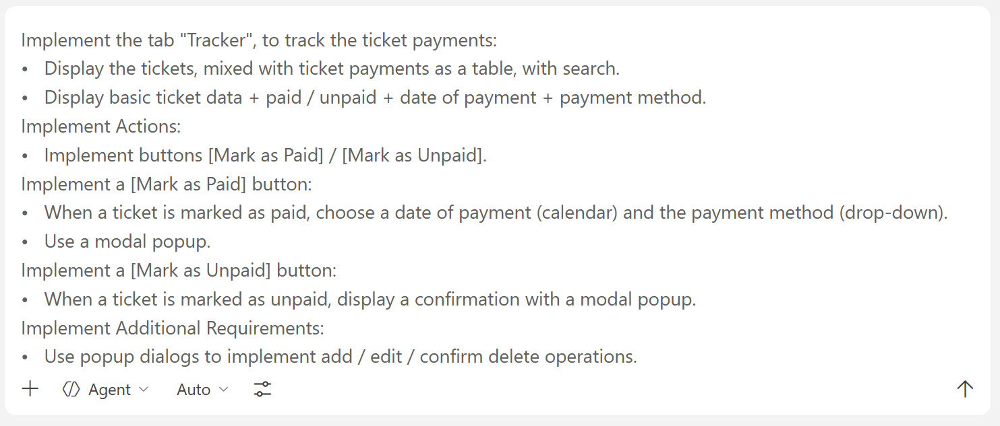 Implement the tab "Tracker", to track the ticket payments:
• Display the tickets, mixed with ticket payments as a table, with search.
• Display basic ticket data + paid / unpaid + date of payment + payment method.
Implement Actions:
• Implement buttons [Mark as Paid] / [Mark as Unpaid].
Implement a [Mark as Paid] button:
• When a ticket is marked as paid, choose a date of payment (calendar) and the payment method (drop-down).
• Use a modal popup.
Implement a [Mark as Unpaid] button:
• When a ticket is marked as unpaid, display a confirmation with a modal popup.
Implement Additional Requirements:
• Use popup dialogs to implement add / edit / confirm delete operations.
Agent Auto